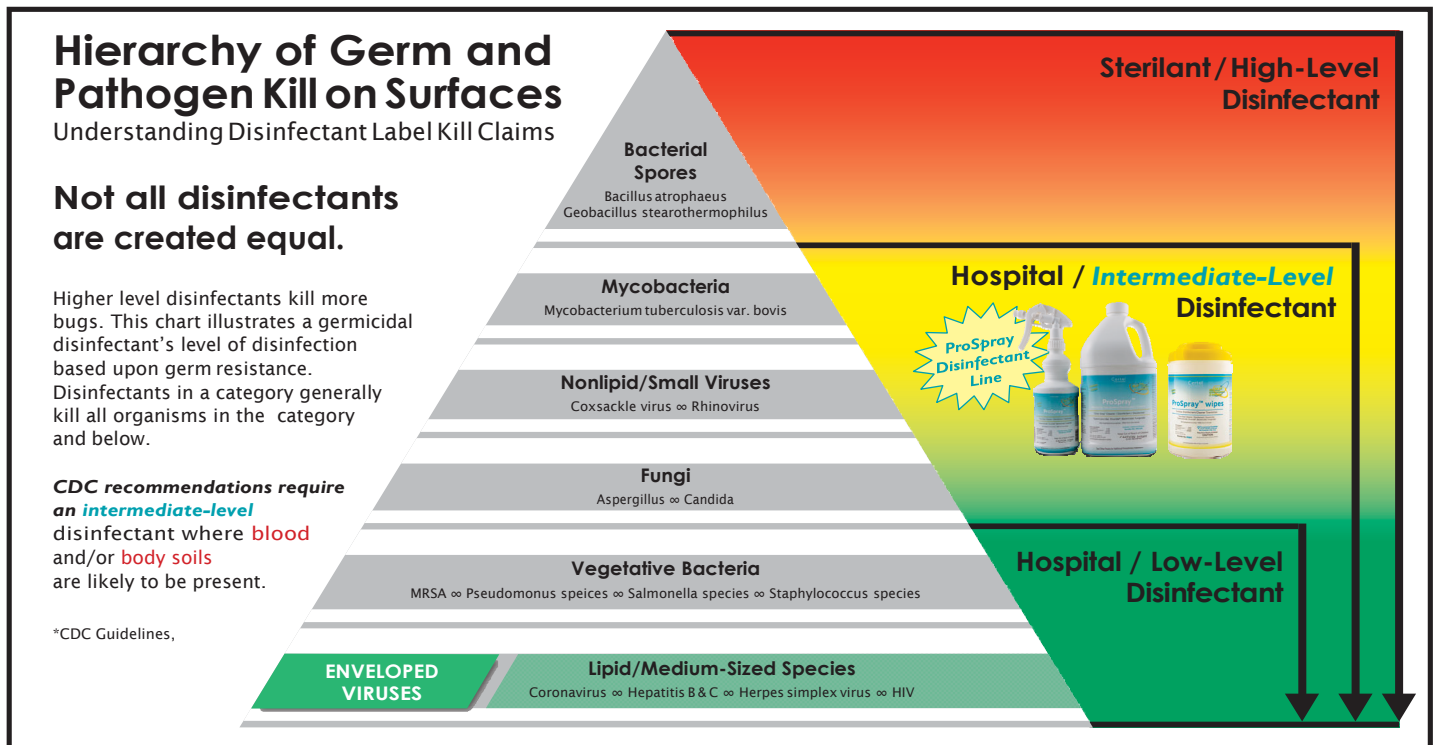 Hierarchy of Germ and
Pathogen Kill on Surfaces
Understanding Disinfectant Label Kill Claims
Not all disinfectants
are created equal.
Higher level disinfectants kill more
bugs. This chart illustrates a germicidal
disinfectant's level of disinfection
based upon germ resistance.
Disinfectants in a category generally
kill all organisms in the category
and below.
CDC recommendations require
an intermediate-level
disinfectant where blood
and/or body soils
are likely to be present.
*CDC Guidelines,
Bacterial
Spores
Bacillus atrophaeus
Geobacillus stearothermophilus
Mycobacteria
Mycobacterium tuberculosis var. bovis
Nonlipid/Small Viruses
Coxsackle virus ∞ Rhinovirus
Fungi
Aspergillus ∞ Candida
Vegetative Bacteria
MRSA ∞ Pseudomonus speices ∞ Salmonella species ∞ Staphylococcus species
ENVELOPED
VIRUSES
Lipid/Medium-Sized Species
Coronavirus ∞ Hepatitis B & C ∞ Herpes simplex virus ∞ HIV
Sterilant / High-Level
Disinfectant
Hospital / Intermediate-Level
Disinfectant
ProSpray
Disinfectant
Line
ProSpray
ProSpray
ProSpray™ wipes
Hospital / Low-Level
Disinfectant